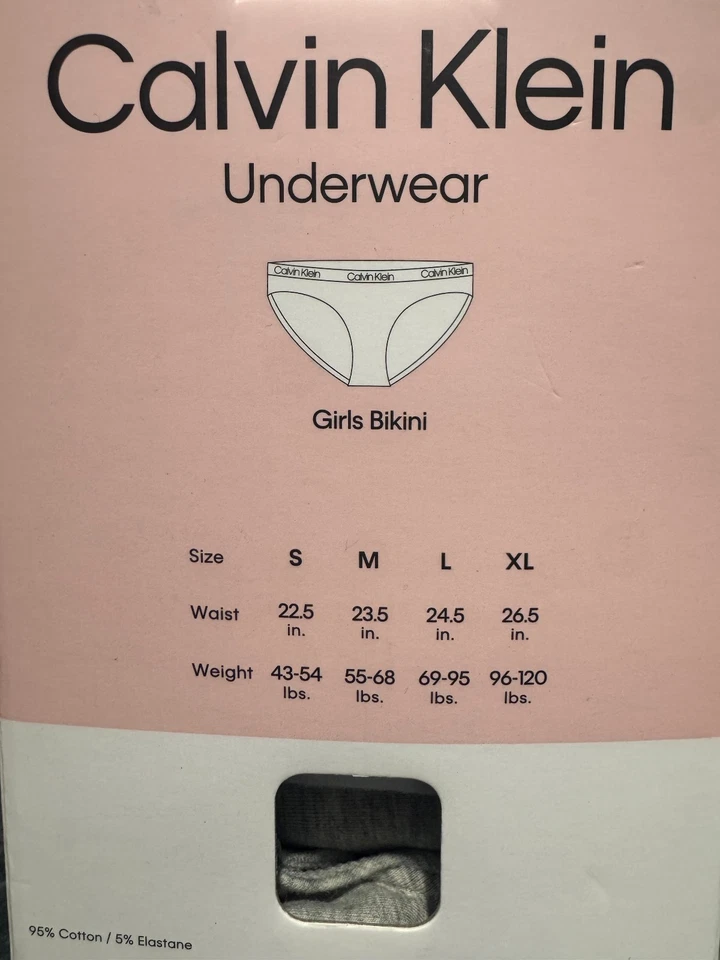 Calvin Klein
Underwear
Calvin Klein Calvin Klein Calvin Klein
Girls Bikini
Size S M L XL
Waist 22.5 in. 23.5 in. 24.5 in. 26.5 in.
Weight 43-54 lbs. 55-68 lbs. 69-95 lbs. 96-120 lbs.
95% Cotton / 5% Elastane